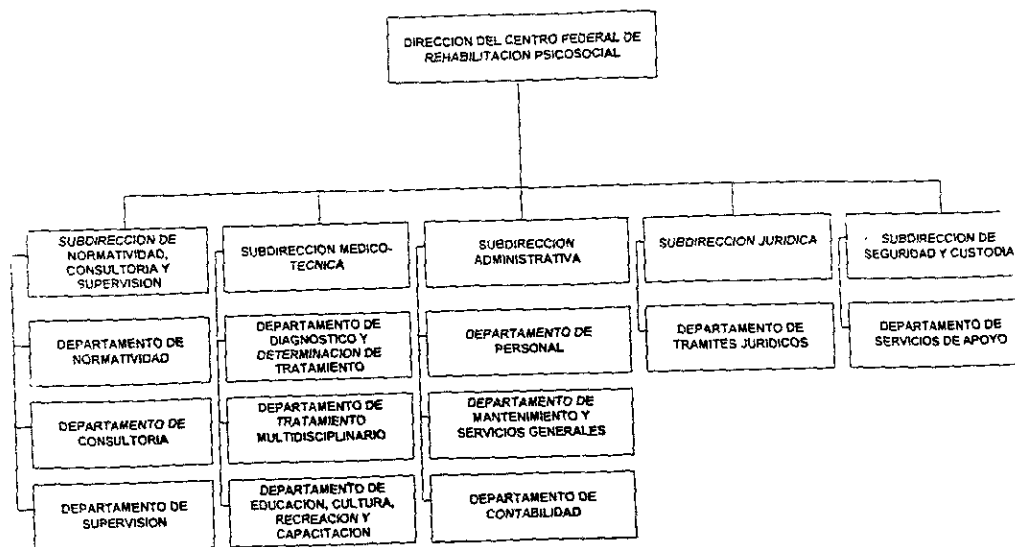 DIRECCION DEL CENTRO FEDERAL DE
REHABILITACION PSICOSOCIAL
SUBDIRECCION DE
NORMATIVIDAD,
CONSULTORIA Y
SUPERVISION
SUBDIRECCION MEDICO-
TECNICA
SUBDIRECCION
ADMINISTRATIVA
SUBDIRECCION JURIDICA
SUBDIRECCION DE
SEGURIDAD Y CUSTODIA
DEPARTAMENTO DE
NORMATIVIDAD
DEPARTAMENTO DE
DIAGNOSTICO Y
DETERMINACION DE
TRATAMIENTO
DEPARTAMENTO DE
PERSONAL
DEPARTAMENTO DE
TRAMITES JURIDICOS
DEPARTAMENTO DE
SERVICIOS DE APOYO
DEPARTAMENTO DE
CONSULTORIA
DEPARTAMENTO DE
TRATAMIENTO
MULTIDISCIPLINARIO
DEPARTAMENTO DE
MANTENIMIENTO Y
SERVICIOS GENERALES
DEPARTAMENTO DE
SUPERVISION
DEPARTAMENTO DE
EDUCACION, CULTURA,
RECREACION Y
CAPACITACION
DEPARTAMENTO DE
CONTABILIDAD